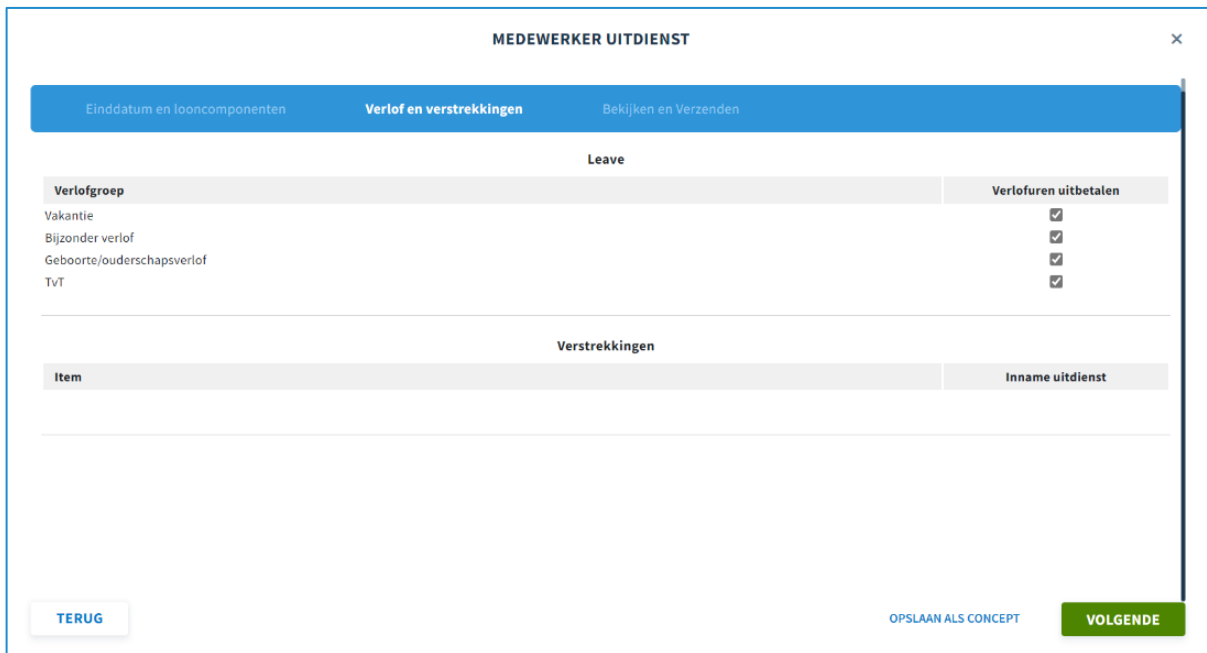 MEDEWERKER UITDIENST ×
Einddatum en looncomponenten Verlof en verstrekkingen Bekijken en Verzenden
Leave
Verlofgroep Verlofuren uitbetalen
Vakantie
Bijzonder verlof
Geboorte/ouderschapsverlof
TvT
Verstrekkingen
Item Inname uitdienst
TERUG OPSLAAN ALS CONCEPT VOLGENDE